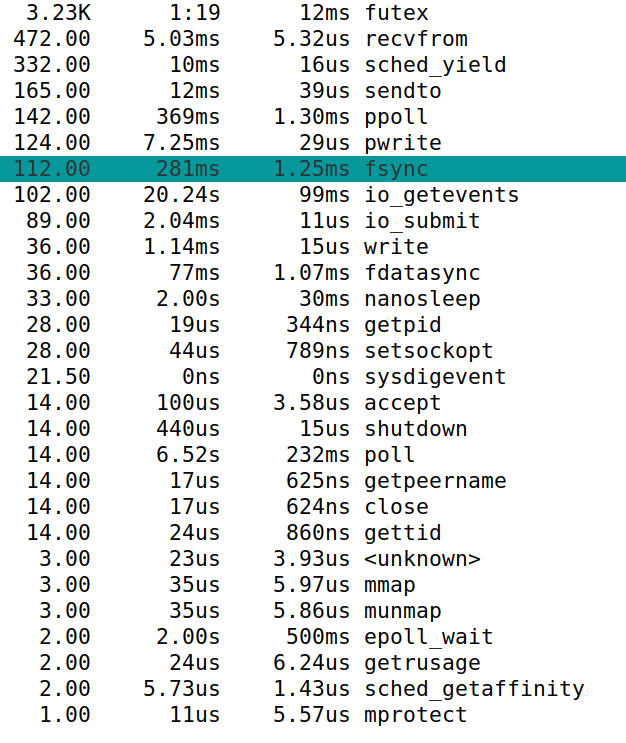 3.23K 1:19 12ms futex
472.00 5.03ms 5.32us recvfrom
332.00 10ms 16us sched_yield
165.00 12ms 39us sendto
142.00 369ms 1.30ms ppoll
124.00 7.25ms 29us pwrite
112.00 281ms 1.25ms fsync
102.00 20.24s 99ms io_getevents
89.00 2.04ms 11us io_submit
36.00 1.14ms 15us write
36.00 77ms 1.07ms fdatasync
33.00 2.00s 30ms nanosleep
28.00 19us 344ns getpid
28.00 44us 789ns setsockopt
21.50 0ns 0ns sysdigevent
14.00 100us 3.58us accept
14.00 440us 15us shutdown
14.00 6.52s 232ms poll
14.00 17us 625ns getpeername
14.00 17us 624ns close
14.00 24us 860ns gettid
3.00 23us 3.93us <unknown>
3.00 35us 5.97us mmap
3.00 35us 5.86us munmap
2.00 2.00s 500ms epoll_wait
2.00 24us 6.24us getrusage
2.00 5.73us 1.43us sched_getaffinity
1.00 11us 5.57us mprotect